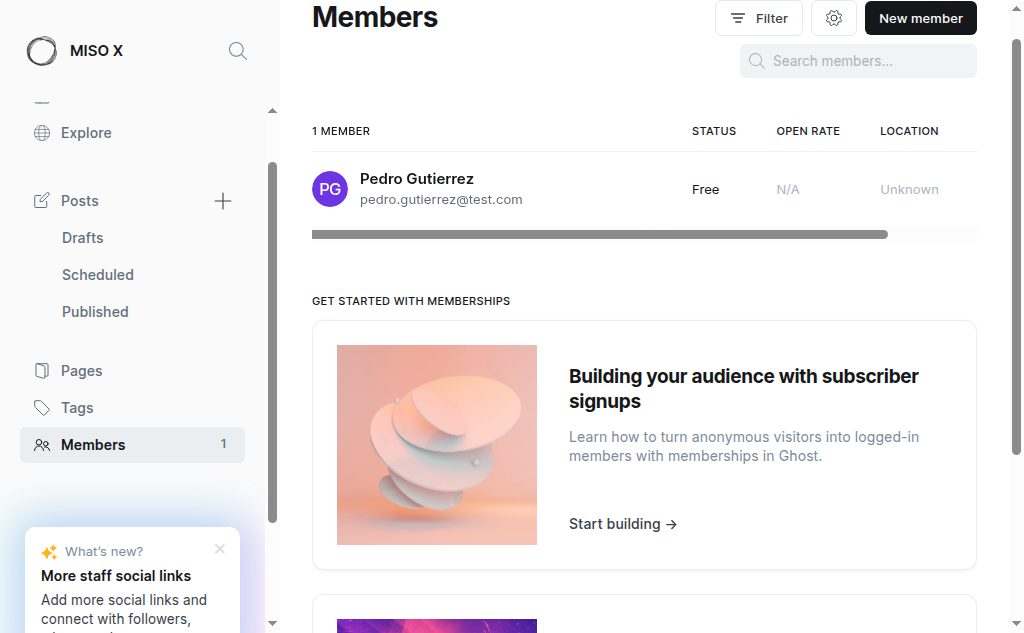 MISO X
Explore
Posts
Drafts
Scheduled
Published
Pages
Tags
Members 1
What's new?
More staff social links
Add more social links and
connect with followers,
Members
Filter
New member
Search members...
1 MEMBER STATUS OPEN RATE LOCATION
PG
Pedro Gutierrez
pedro.gutierrez@test.com
Free N/A Unknown
GET STARTED WITH MEMBERSHIPS
Building your audience with subscriber
signups
Learn how to turn anonymous visitors into logged-in
members with memberships in Ghost.
Start building →